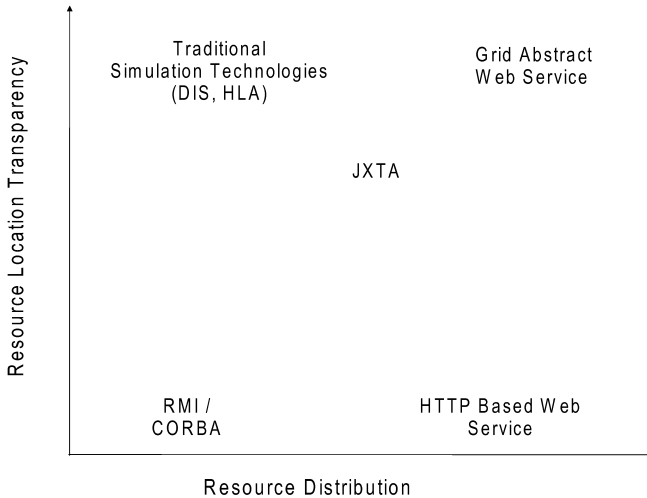 Traditional
Simulation Technologies
(DIS, HLA)
Grid Abstract
Web Service
JXTA
Resource Location Transparency
RMI /
CORBA
HTTP Based Web
Service
Resource Distribution